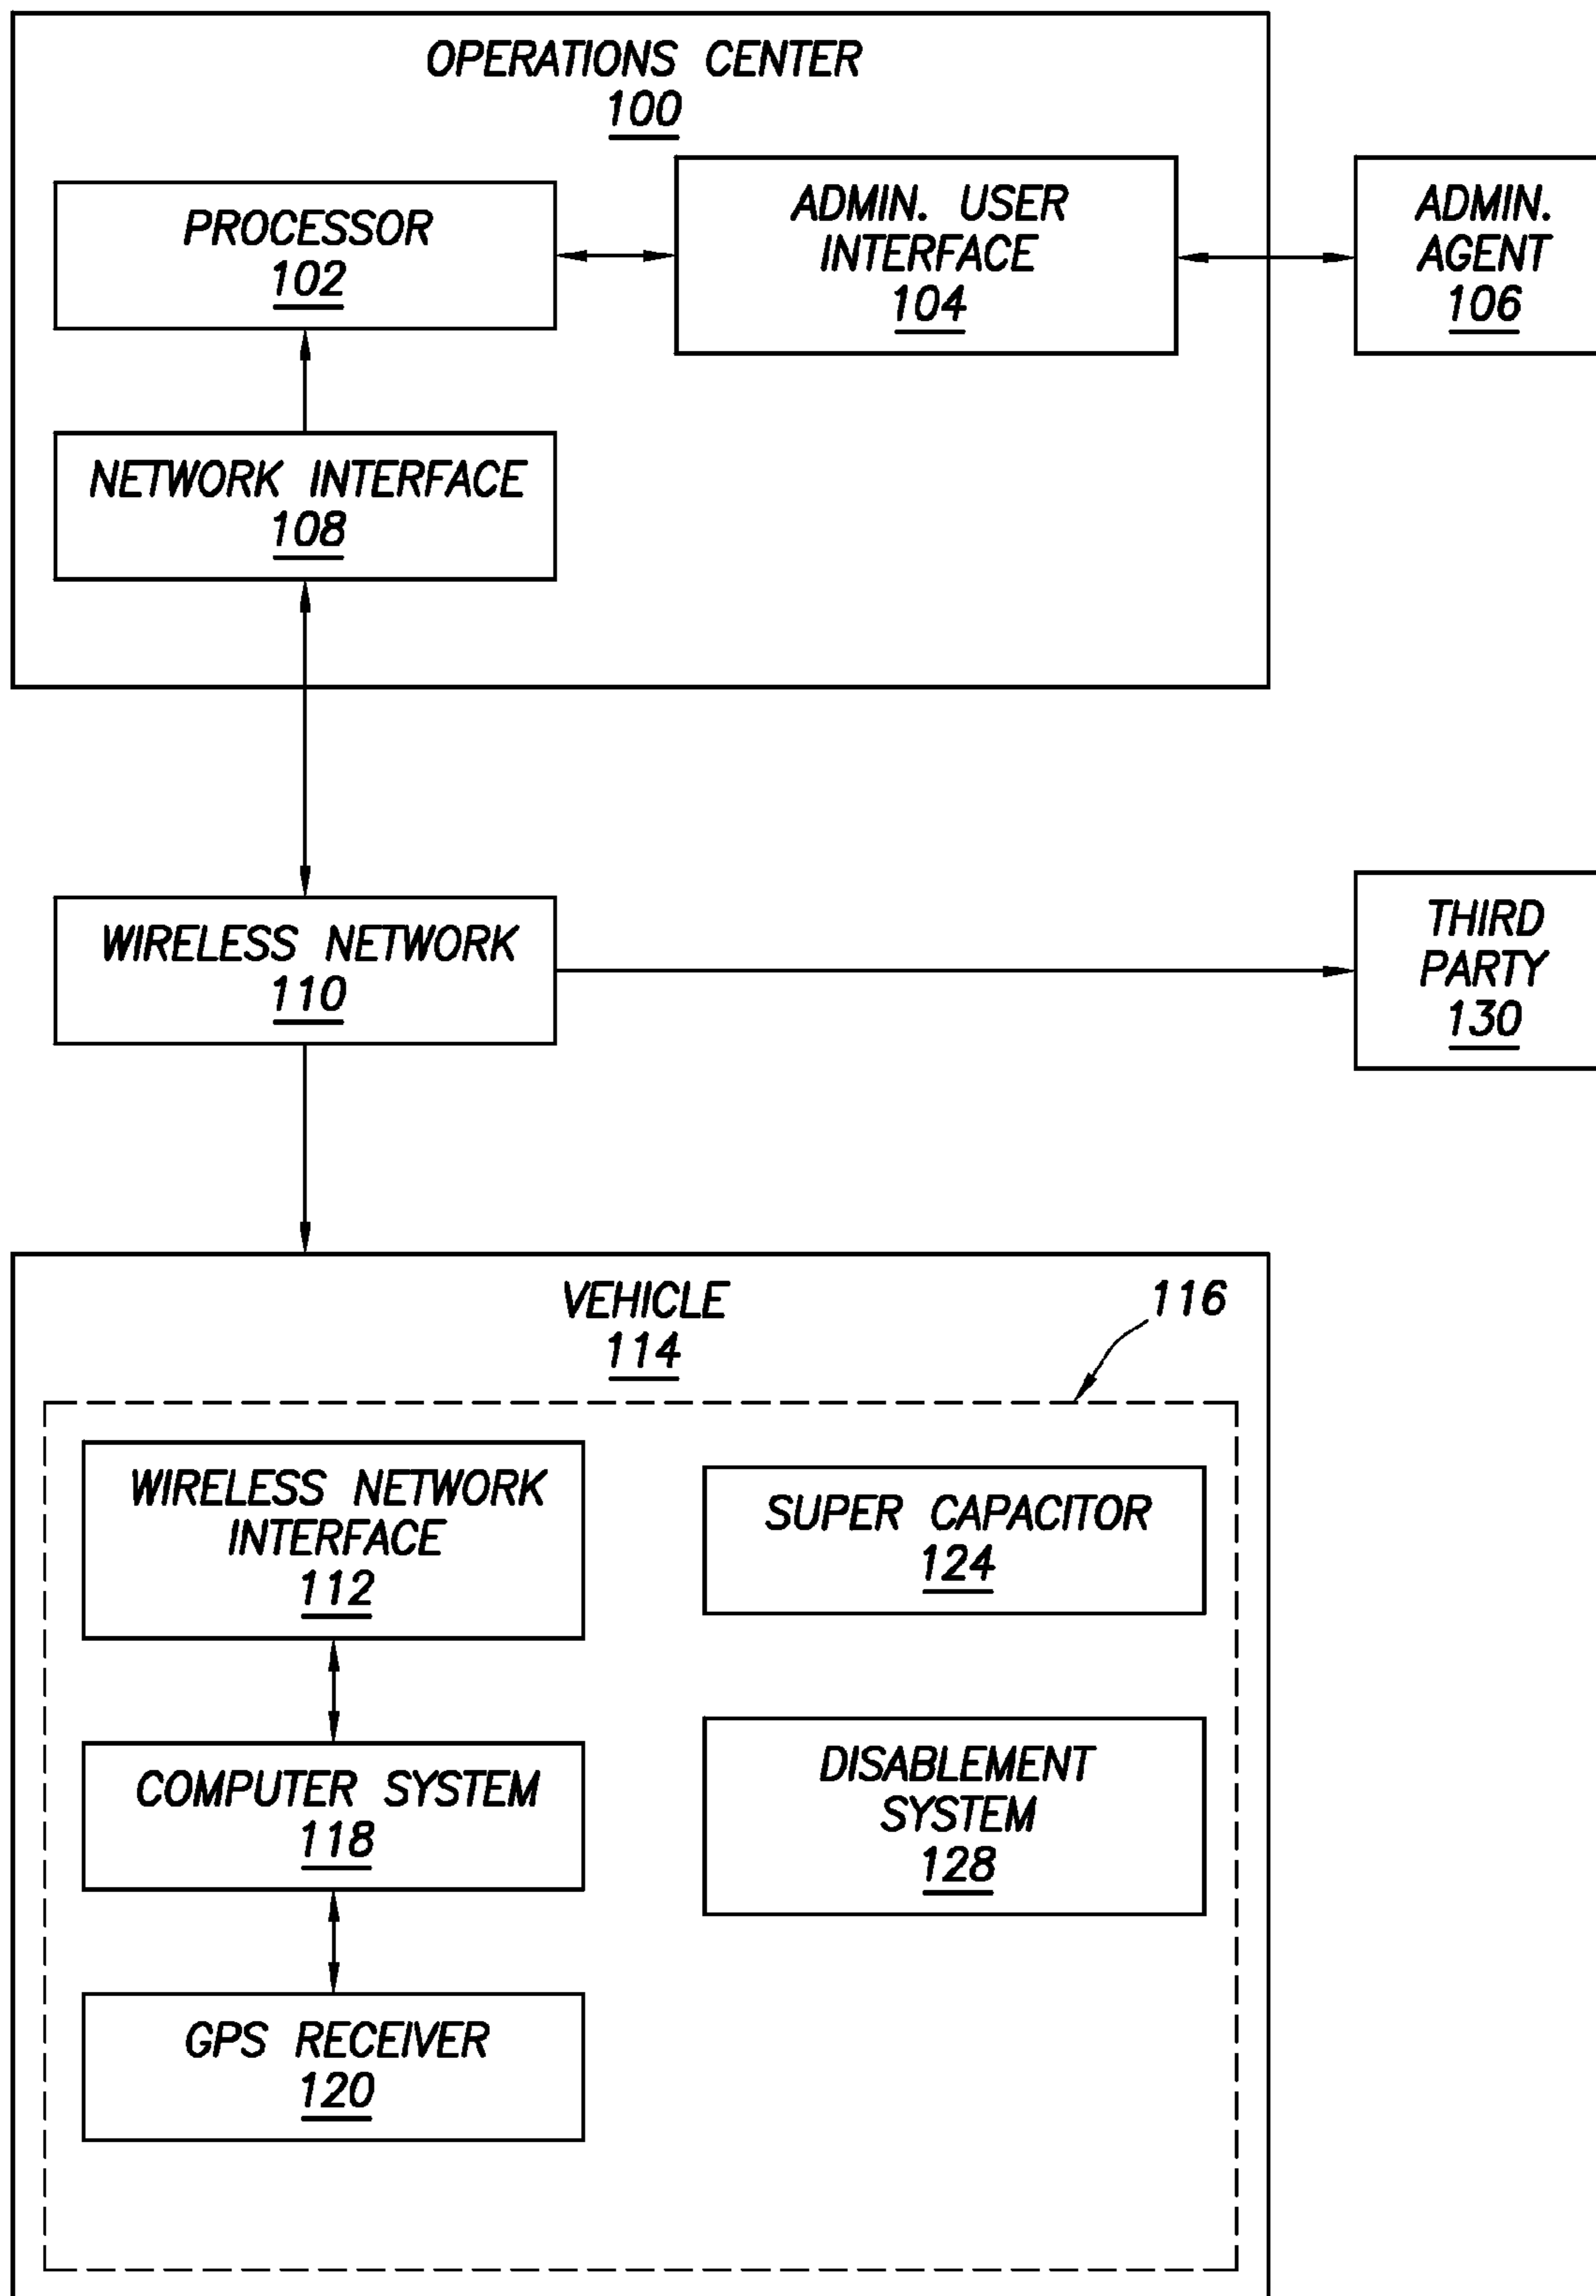 OPERATIONS CENTER
100
PROCESSOR
102
ADMIN. USER
INTERFACE
104
ADMIN.
AGENT
106
NETWORK INTERFACE
108
WIRELESS NETWORK
110
THIRD
PARTY
130
VEHICLE
114
116
WIRELESS NETWORK
INTERFACE
112
SUPER CAPACITOR
124
COMPUTER SYSTEM
118
DISABLEMENT
SYSTEM
128
GPS RECEIVER
120